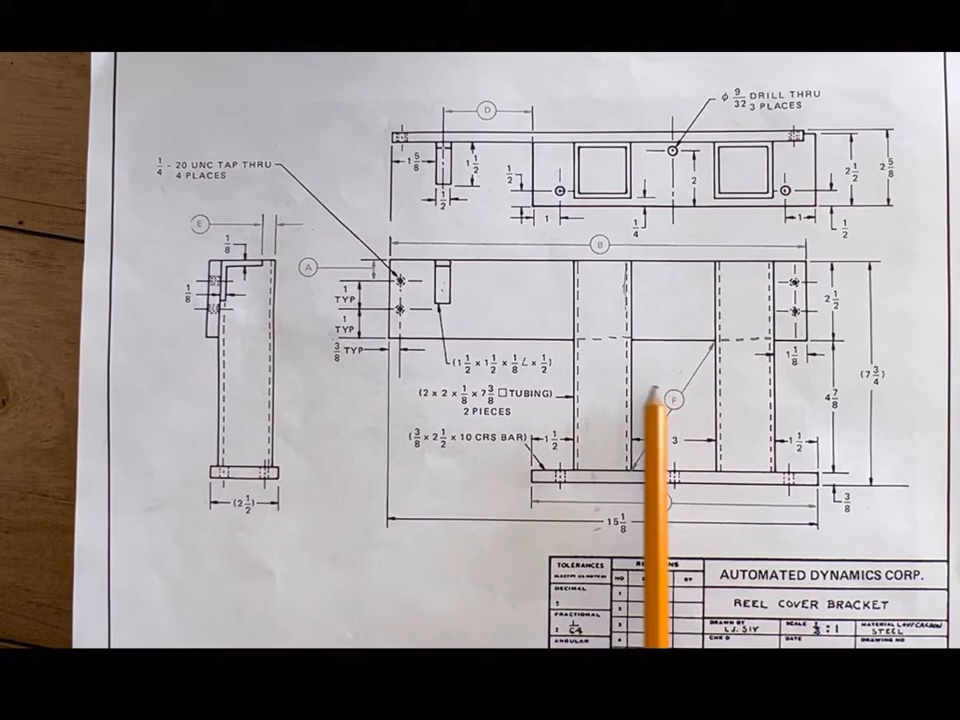 φ 9/32 DRILL THRU
3 PLACES
D
1/4 - 20 UNC TAP THRU
4 PLACES
1 5/8
1 1/2
1/2
1/2
1
1/4
2
1
1/2
2 1/2
2 5/8
E
1/8
1/8
A
B
1
TYP
1
TYP
3/8 TYP
(1 1/2 x 1 1/2 x 1/8 ∠ x 1/2)
(2 x 2 x 1/8 x 7 3/8 □ TUBING)
2 PIECES
(3/8 x 2 1/2 x 10 CRS BAR)
1 1/2
F
3
1 1/2
2 1/2
1 1/8
4 7/8
(7 3/4)
3/8
(2 1/2)
15 1/8
TOLERANCES
DECIMAL
±
FRACTIONAL
± 1/64
ANGULAR
NO
BY
1
2
3
4
AUTOMATED DYNAMICS CORP.
REEL COVER BRACKET
DRAWN BY
L.J. SIY
SCALE
:1
MATERIAL LOW CARBON
STEEL
CHK'D
DATE
DRAWING NO